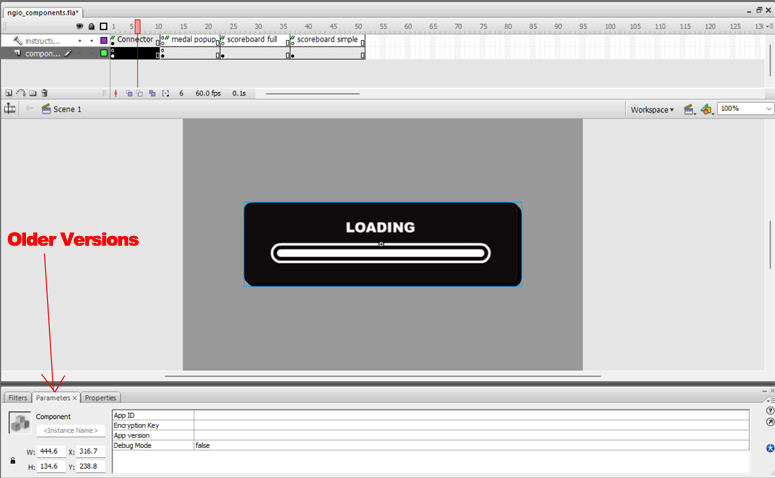 ngio_components.fla*
1 5 10 15 20 25 30 35 40 45 50 55 60 65 70 75 80 85 90 95 100 105 110 115 120 125
instructi... Connector medal popup scoreboard full scoreboard simple
compon...
6 60.0 fps 0.1s
Scene 1 Workspace 100%
LOADING
Older Versions
Filters Parameters Properties
Component
<Instance Name>
W: 444.6 X: 316.7
H: 134.6 Y: 238.8
App ID
Encryption Key
App version
Debug Mode false